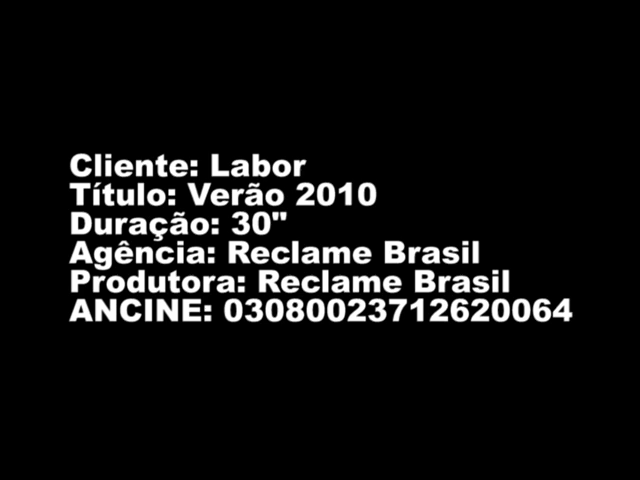 Cliente: Labor
Título: Verão 2010
Duração: 30"
Agência: Reclame Brasil
Produtora: Reclame Brasil
ANCINE: 03080023712620064